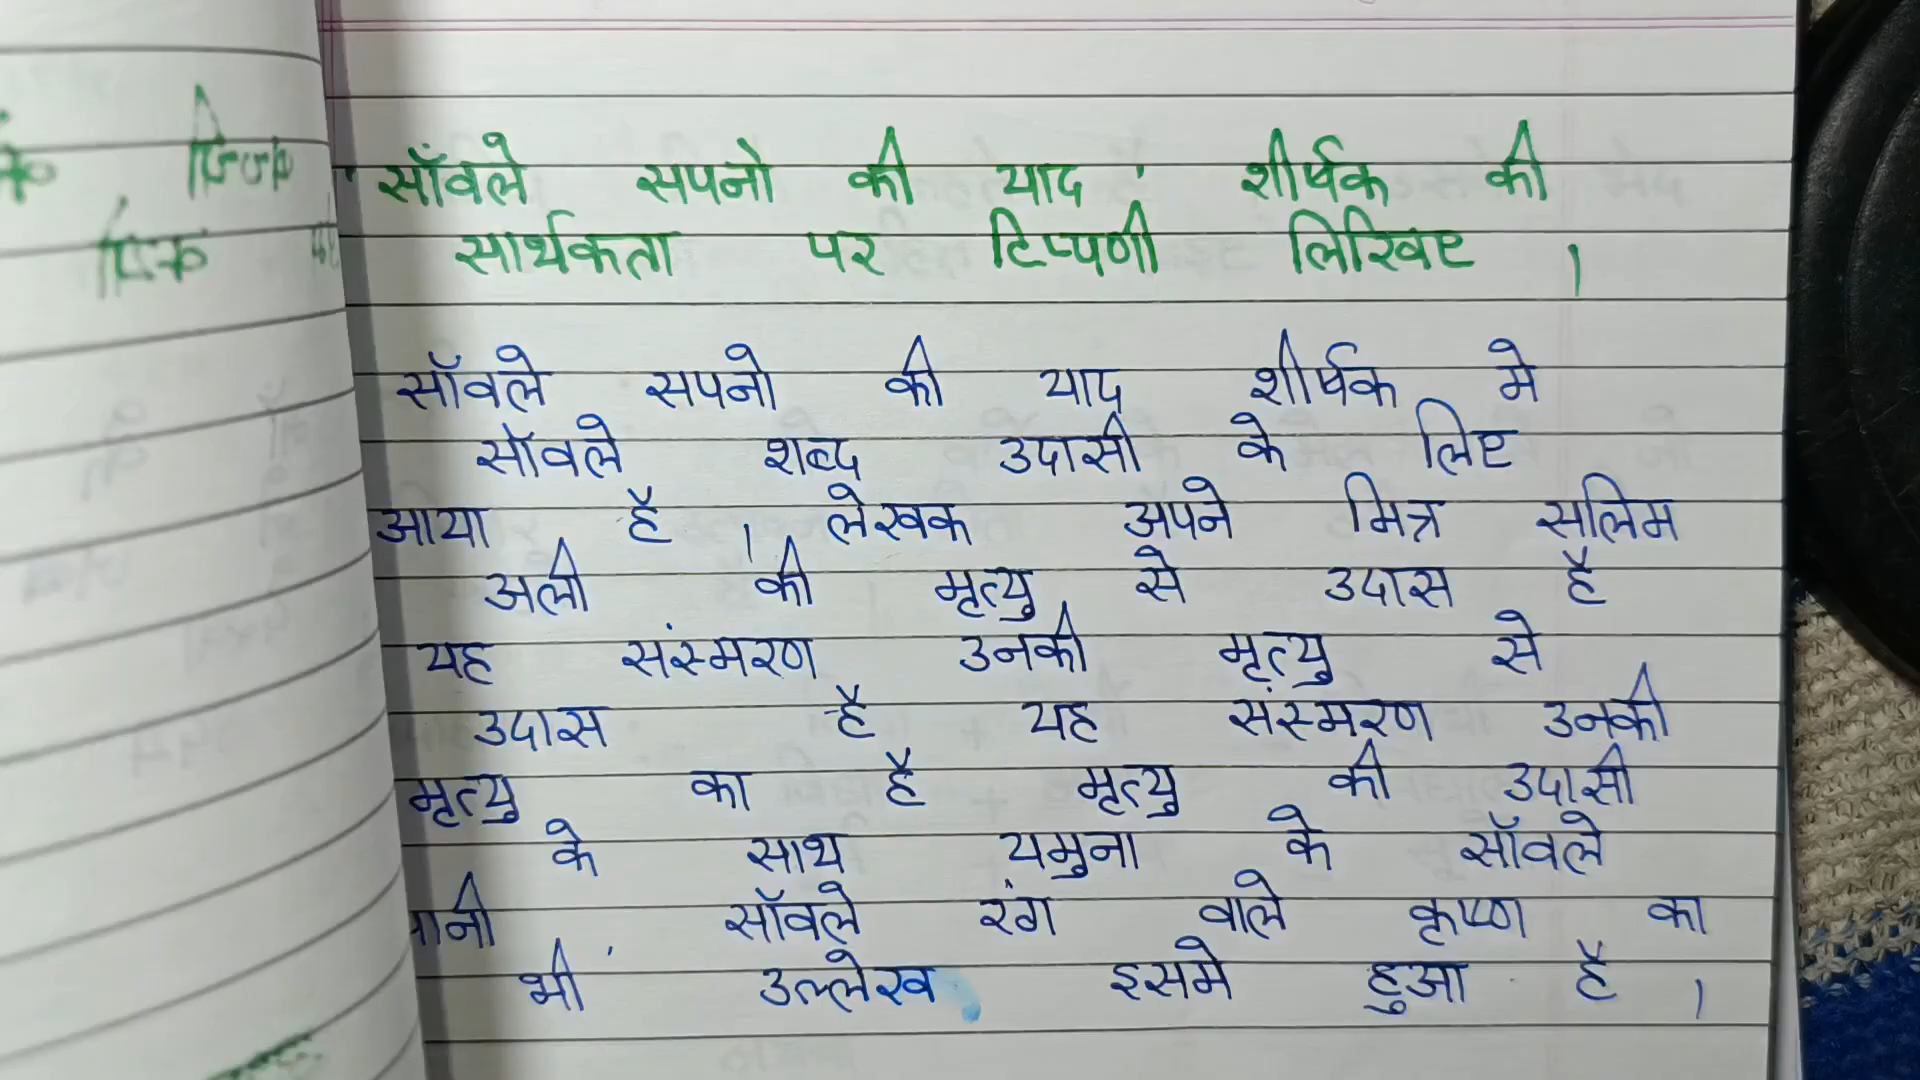 'सॉंवले सपनो की याद' शीर्षक की
सार्थकता पर टिप्पणी लिखिए ।
सॉवले सपनो की याद शीर्षक मे
सॉवले शब्द उदासी के लिए
आया है । लेखक अपने मित्र सलिम
अली की मृत्यु से उदास है
यह संस्मरण उनकी मृत्यु से
उदास है यह संस्मरण उनकी
मृत्यु का है मृत्यु की उदासी
के साथ यमुना के सॉवले
पानी , सॉवले रंग वाले कृष्ण का
भी उल्लेख इसमे हुआ है ।